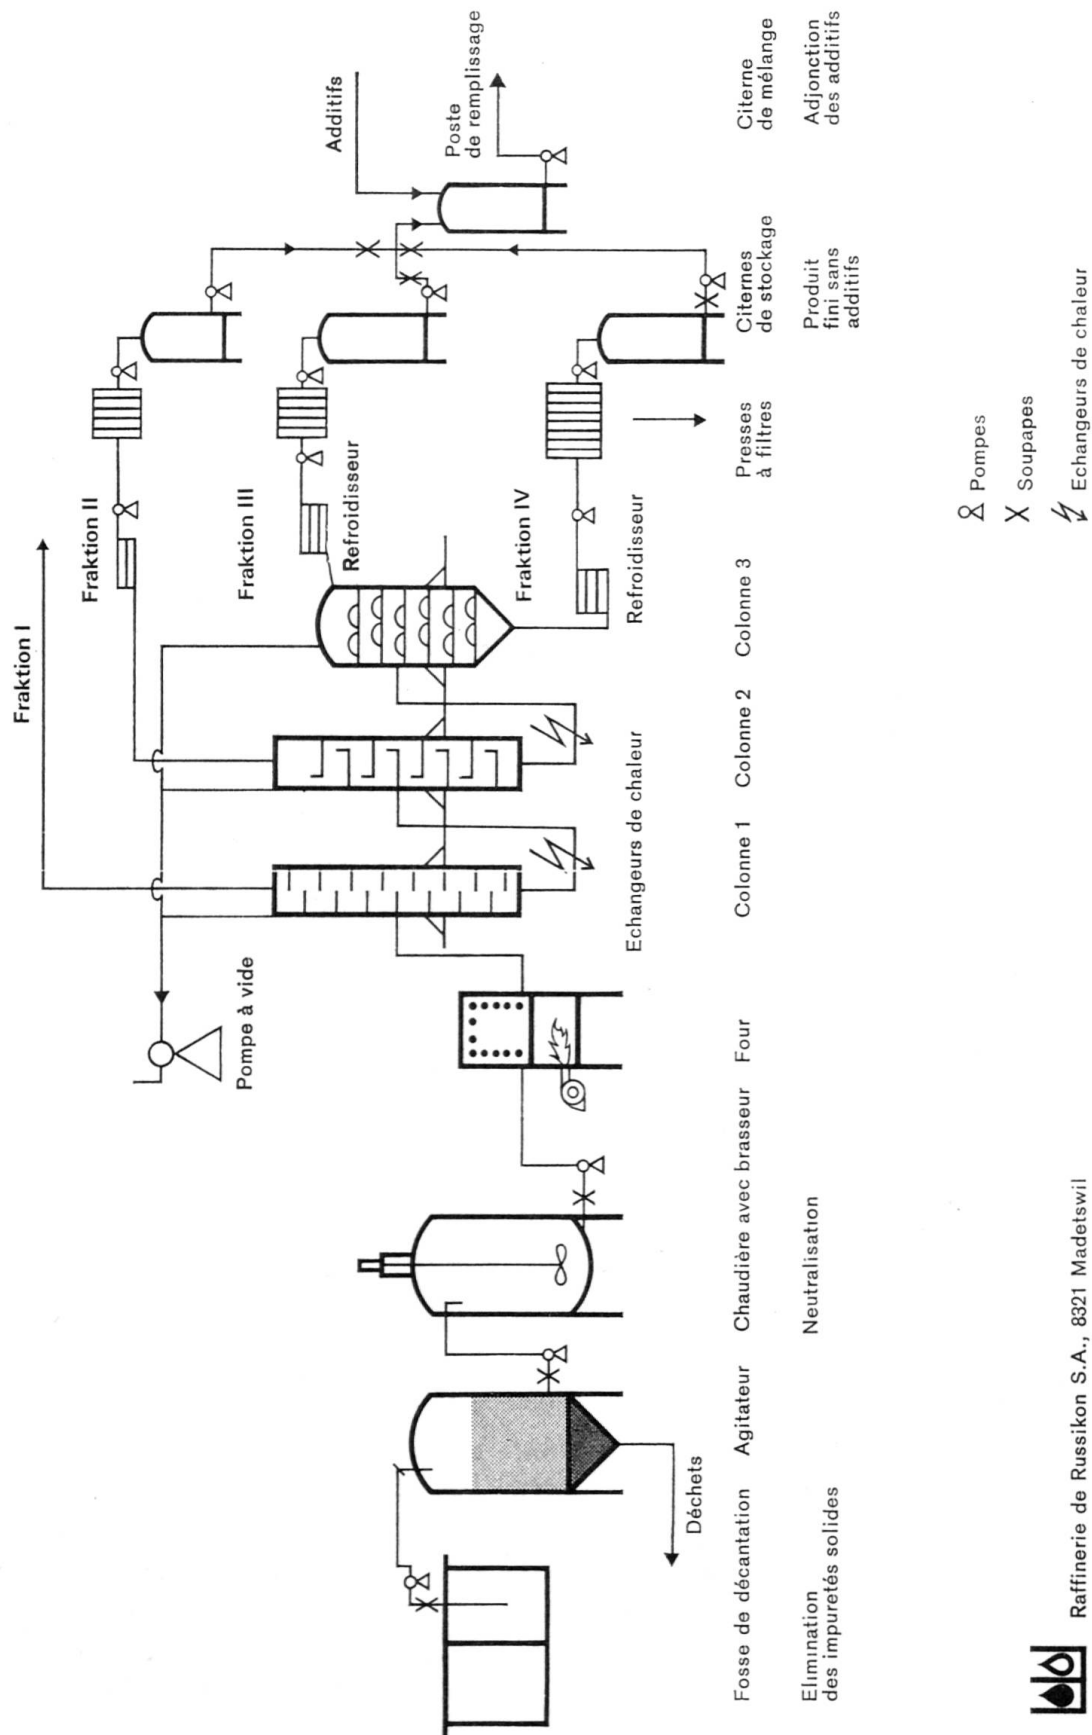 Fraktion I
Fraktion II
Fraktion III
Fraktion IV
Additifs
Poste
de remplissage
Pompe à vide
Refroidisseur
Refroidisseur
Echangeurs de chaleur
Déchets
Fosse de décantation
Agitateur
Chaudière avec brasseur
Four
Colonne 1
Colonne 2
Colonne 3
Presses
à filtres
Citernes
de stockage
Citerne
de mélange
Elimination
des impuretés solides
Neutralisation
Produit
fini sans
additifs
Adjonction
des additifs
Pompes
Soupapes
Echangeurs de chaleur
Raffinerie de Russikon S.A., 8321 Madetswil